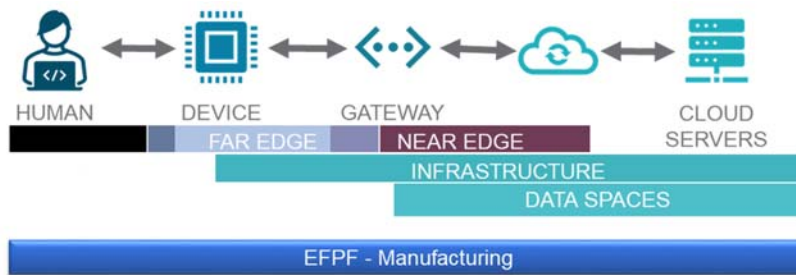 </>
HUMAN
DEVICE
GATEWAY
CLOUD
SERVERS
FAR EDGE
NEAR EDGE
INFRASTRUCTURE
DATA SPACES
EFPF - Manufacturing